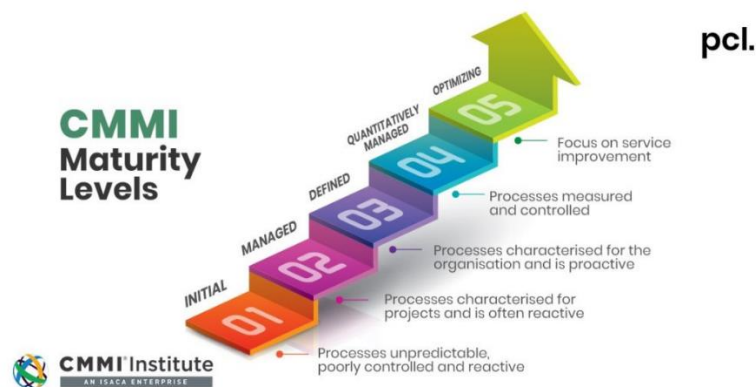 pcl.
CMMI
Maturity
Levels
OPTIMIZING
05
Focus on service
improvement
QUANTITATIVELY
MANAGED
04
Processes measured
and controlled
DEFINED
03
Processes characterised for the
organisation and is proactive
MANAGED
02
Processes characterised for
projects and is often reactive
INITIAL
01
Processes unpredictable,
poorly controlled and reactive
CMMI® Institute
AN ISACA ENTERPRISE